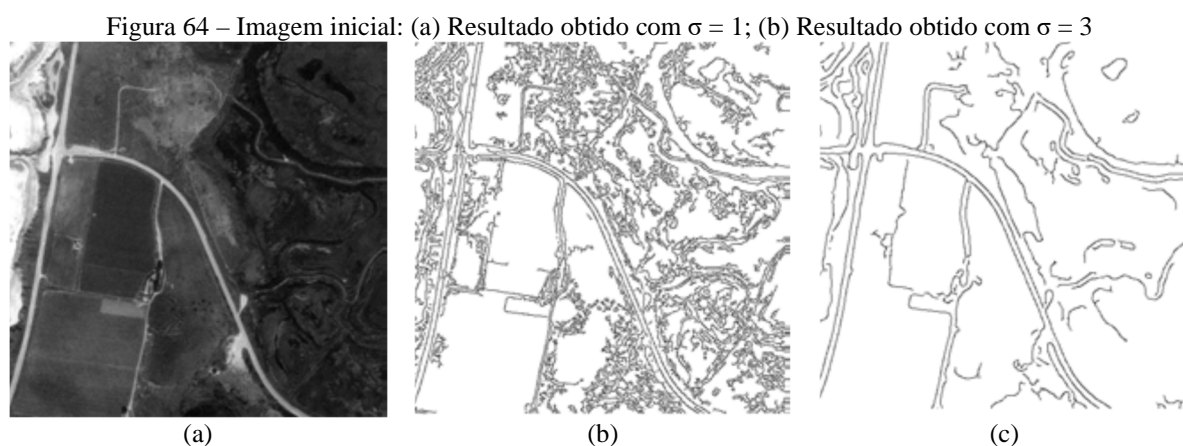 Figura 64 – Imagem inicial: (a) Resultado obtido com σ = 1; (b) Resultado obtido com σ = 3
(a) (b) (c)